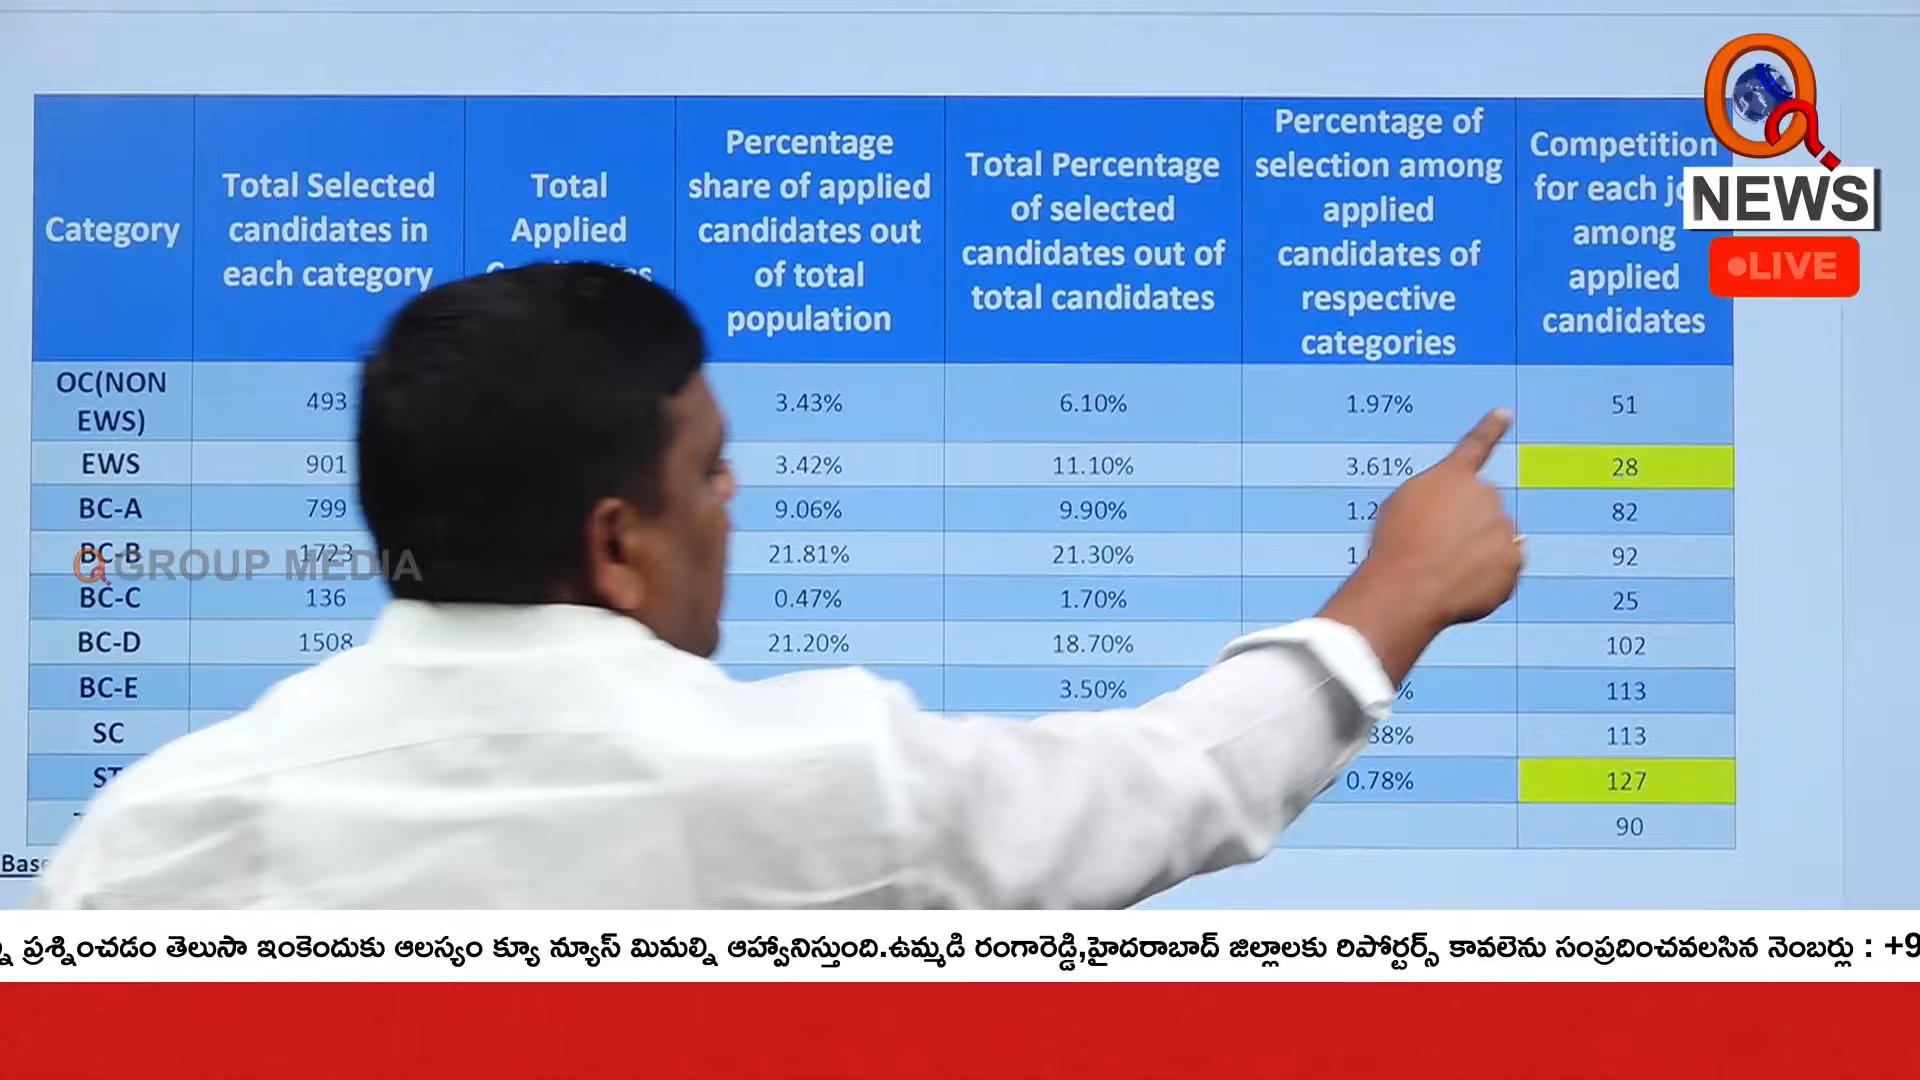 Category
Total Selected
candidates in
each category
Total
Applied
Percentage
share of applied
candidates out
of total
population
Total Percentage
of selected
candidates out of
total candidates
Percentage of
selection among
applied
candidates of
respective
categories
Competition
for each
among
applied
candidates
OC(NON
EWS) 493 3.43% 6.10% 1.97% 51
EWS 901 3.42% 11.10% 3.61% 28
BC-A 799 9.06% 9.90% 82
BC-B 1723 21.81% 21.30% 92
BC-C 136 0.47% 1.70% 25
BC-D 1508 21.20% 18.70% 102
BC-E 3.50% 113
SC 113
0.78% 127
90
Q GROUP MEDIA
Q
NEWS
LIVE
ప్రశ్నించడం తెలుసా ఇంకెందుకు ఆలస్యం క్యూ న్యూస్ మిమల్ని ఆహ్వానిస్తుంది.ఉమ్మడి రంగారెడ్డి,హైదరాబాద్ జిల్లాలకు రిపోర్టర్స్ కావలెను సంప్రదించవలసిన నెంబర్లు : +9